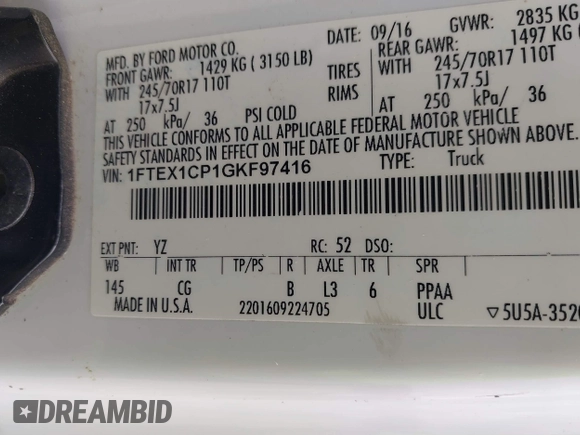 MFD. BY FORD MOTOR CO.
DATE: 09/16 GVWR: 2835 KG
FRONT GAWR: 1429 KG ( 3150 LB) REAR GAWR: 1497 KG
WITH 245/70R17 110T TIRES WITH 245/70R17 110T
17x7.5J RIMS 17x7.5J
AT 250 kPa/ 36 PSI COLD AT 250 kPa/ 36
THIS VEHICLE CONFORMS TO ALL APPLICABLE FEDERAL MOTOR VEHICLE
SAFETY STANDARDS IN EFFECT ON THE DATE OF MANUFACTURE SHOWN ABOVE.
VIN: 1FTEX1CP1GKF97416 TYPE: Truck
EXT PNT: YZ RC: 52 DSO:
WB INT TR TP/PS R AXLE TR SPR
145 CG B L3 6 PPAA
MADE IN U.S.A. 2201609224705 ULC ▽5U5A-3520
DREAMBID